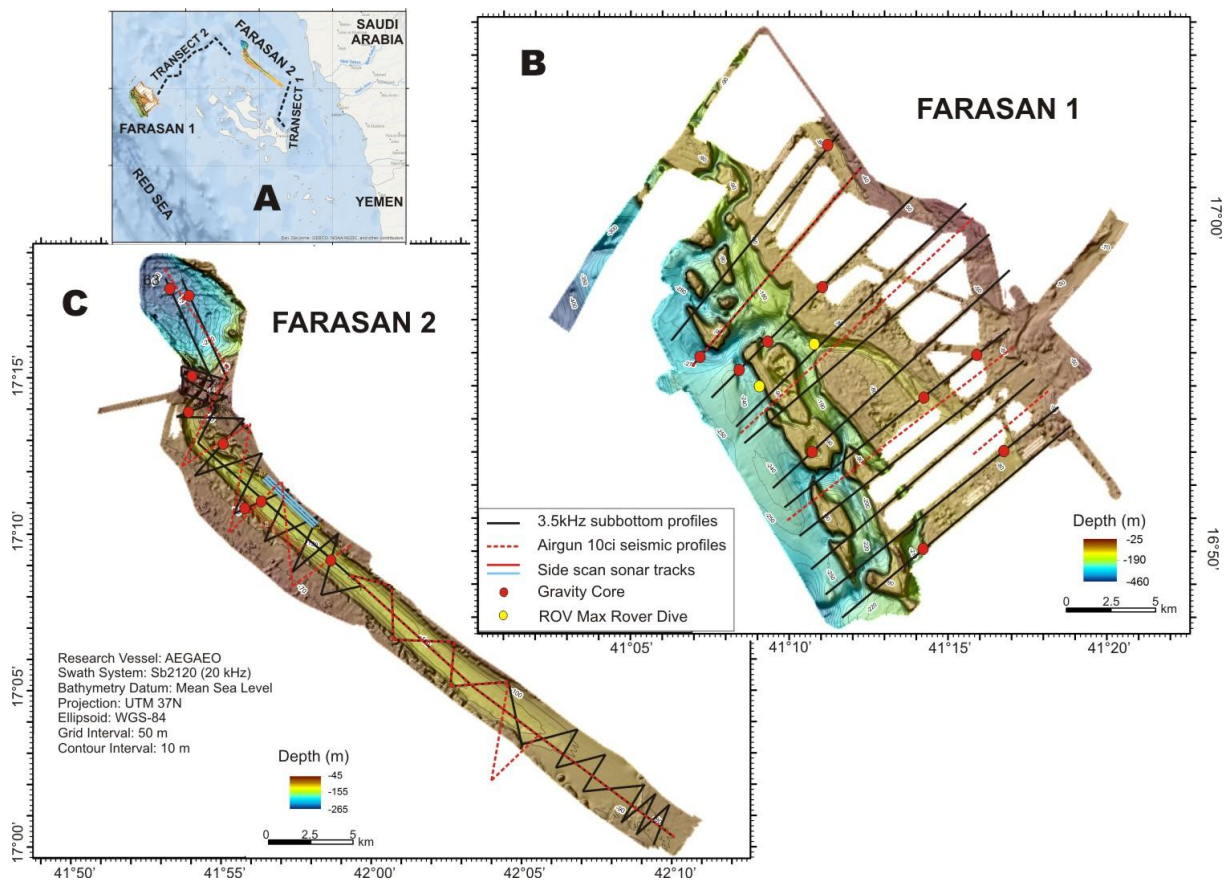 SAUDI
ARABIA
FARASAN 2
TRANSECT 2
TRANSECT 1
FARASAN 1
RED SEA
A
YEMEN
B
FARASAN 1
17°00'
16°50'
3.5kHz subbottom profiles
Airgun 10ci seismic profiles
Side scan sonar tracks
Gravity Core
ROV Max Rover Dive
Depth (m)
-25
-190
-460
0 2.5 5
km
41°05' 41°10' 41°15' 41°20'
C
FARASAN 2
17°15'
17°10'
17°05'
17°00'
Research Vessel: AEGAEO
Swath System: Sb2120 (20 kHz)
Bathymetry Datum: Mean Sea Level
Projection: UTM 37N
Ellipsoid: WGS-84
Grid Interval: 50 m
Contour Interval: 10 m
Depth (m)
-45
-155
-265
0 2.5 5
km
41°50' 41°55' 42°00' 42°05' 42°10'